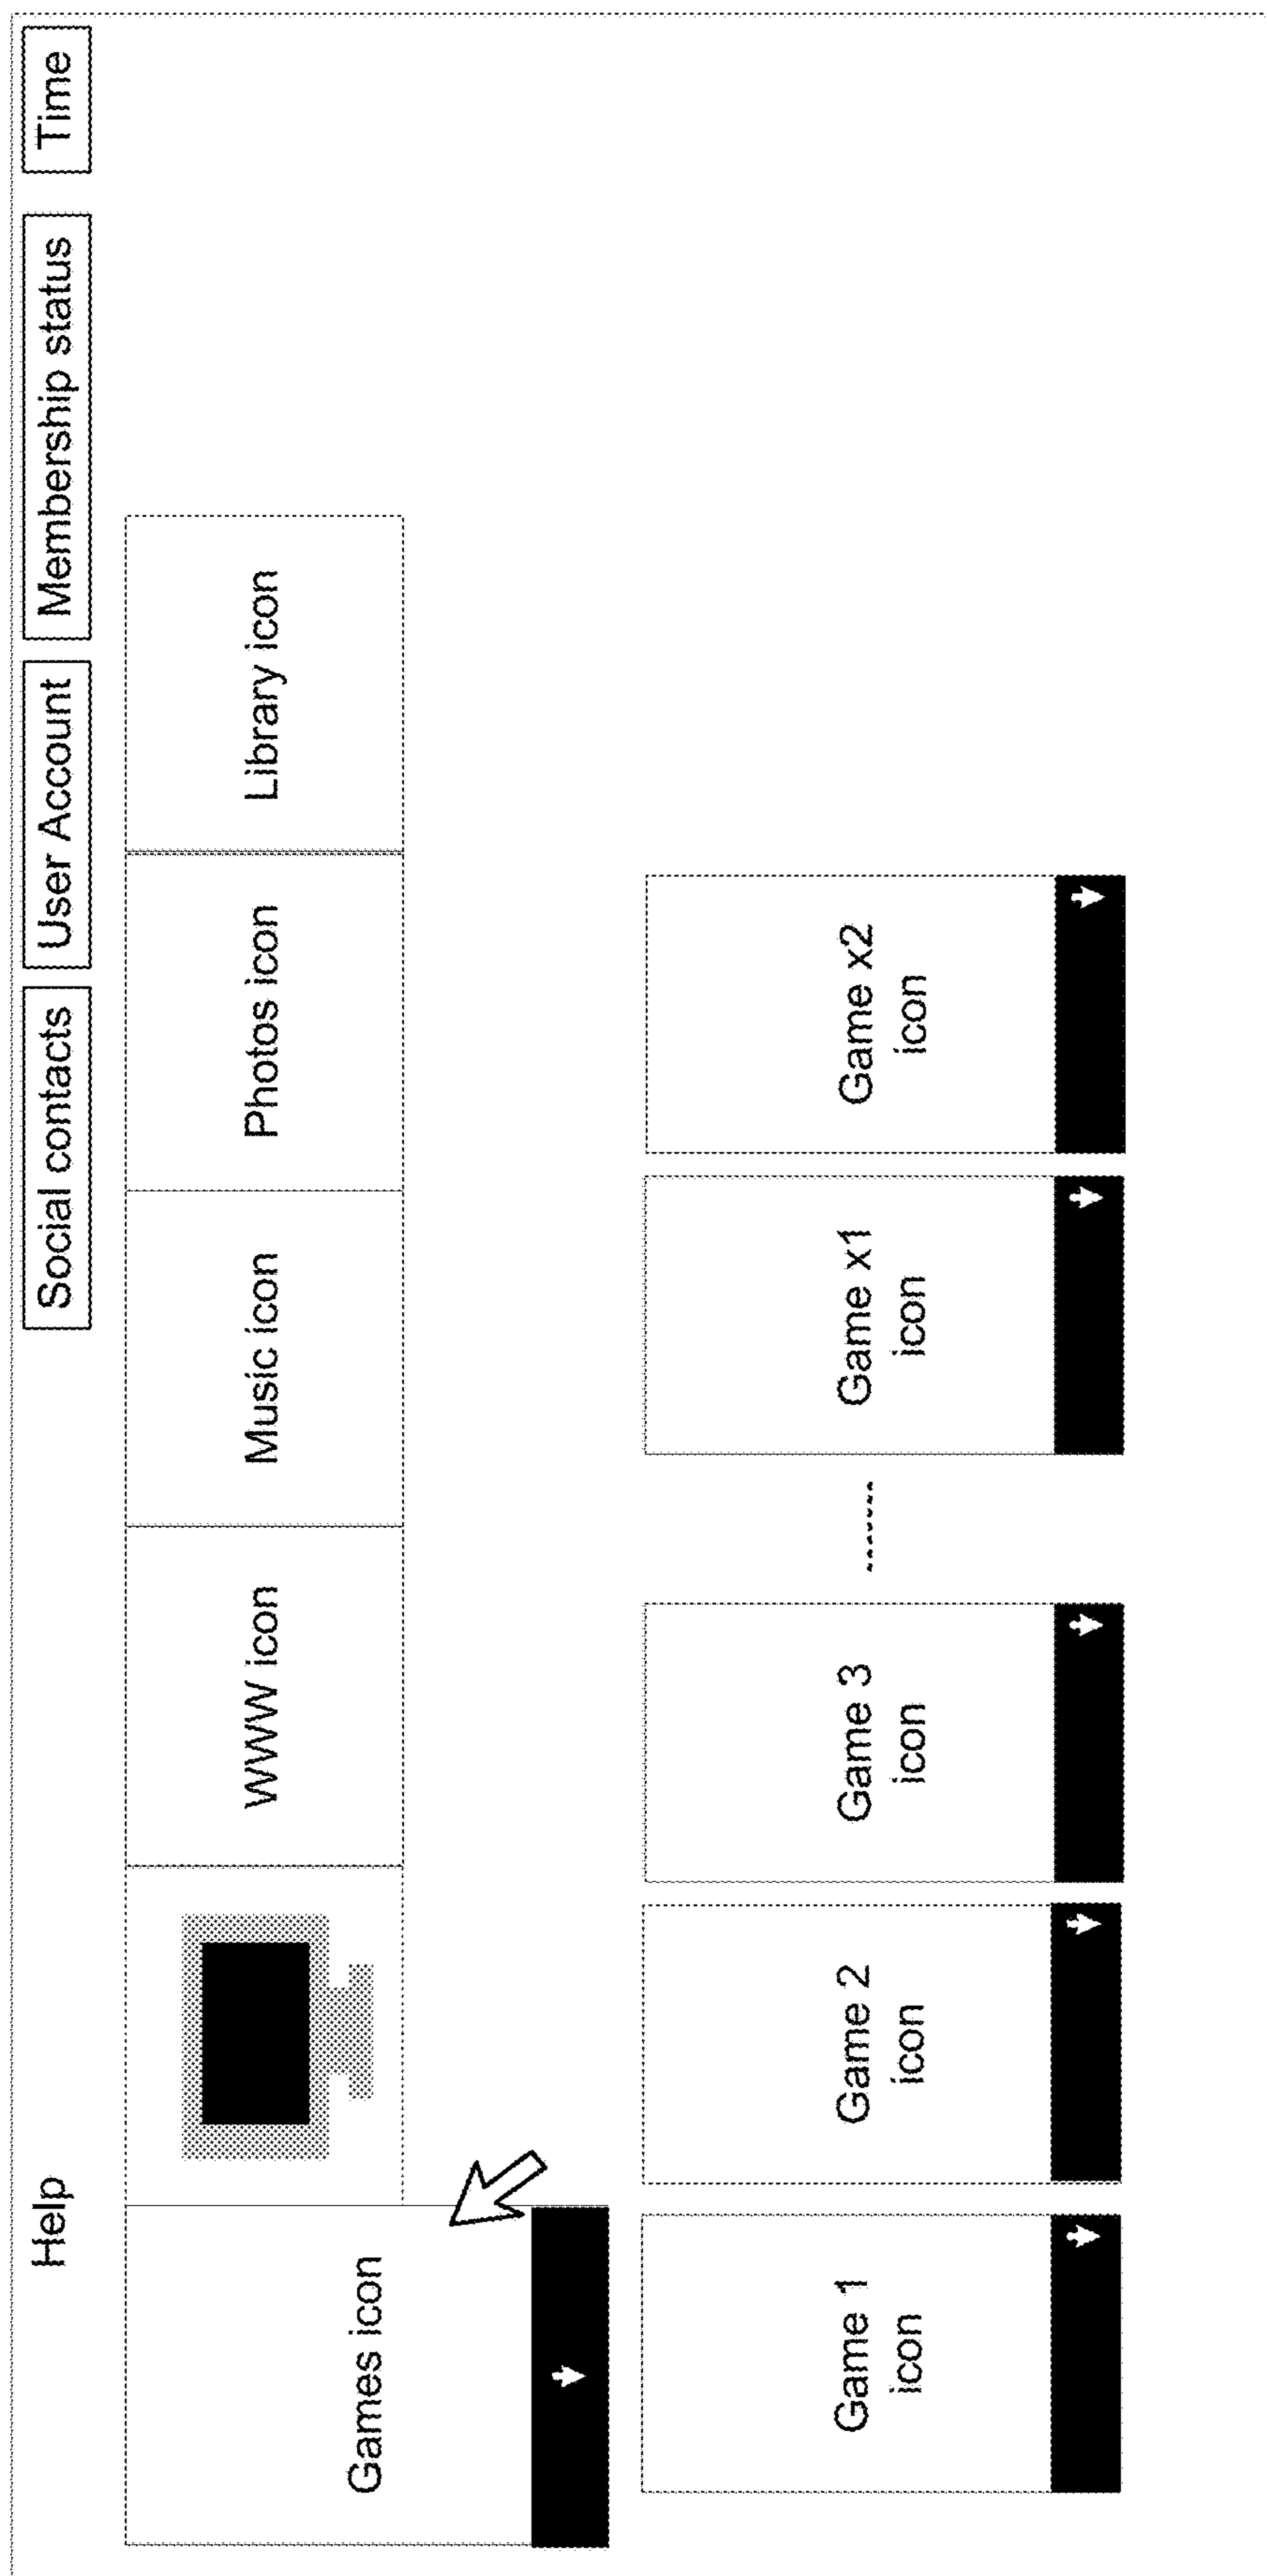 Help
Social contacts
User Account
Membership status
Time
Games icon
WWW icon
Music icon
Photos icon
Library icon
Game 1
icon
Game 2
icon
Game 3
icon
.......
Game x1
icon
Game x2
icon